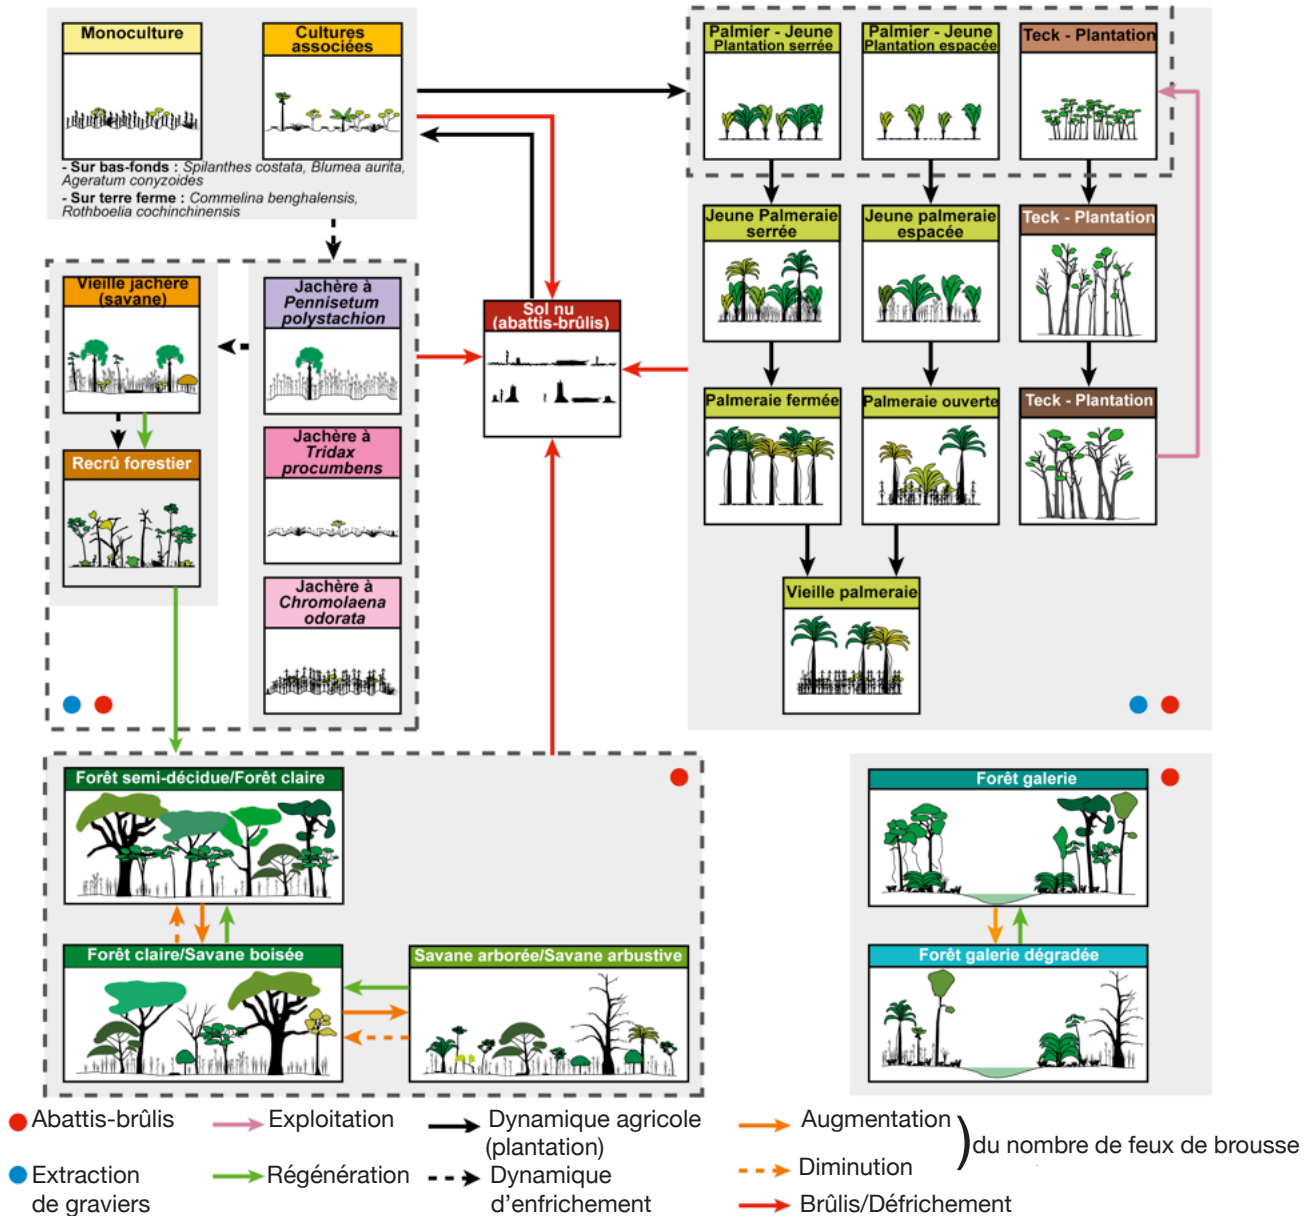 Monoculture
Cultures
associées
- Sur bas-fonds : Spilanthes costata, Blumea aurita,
Ageratum conyzoides
- Sur terre ferme : Commelina benghalensis,
Rothboelia cochinchinensis
Palmier - Jeune
Plantation serrée
Palmier - Jeune
Plantation espacée
Teck - Plantation
Jeune Palmeraie
serrée
Jeune palmeraie
espacée
Teck - Plantation
Vieille jachère
(savane)
Jachère à
Pennisetum
polystachion
Sol nu
(abattis-brûlis)
Palmeraie fermée
Palmeraie ouverte
Teck - Plantation
Recrû forestier
Jachère à
Tridax
procumbens
Jachère à
Chromolaena
odorata
Vieille palmeraie
Forêt semi-décidue/Forêt claire
Forêt galerie
Forêt claire/Savane boisée
Savane arborée/Savane arbustive
Forêt galerie dégradée
Abattis-brûlis
Extraction
de graviers
Exploitation
Régénération
Dynamique agricole
(plantation)
Dynamique
d'enfrichement
Augmentation
Diminution
) du nombre de feux de brousse
Brûlis/Défrichement